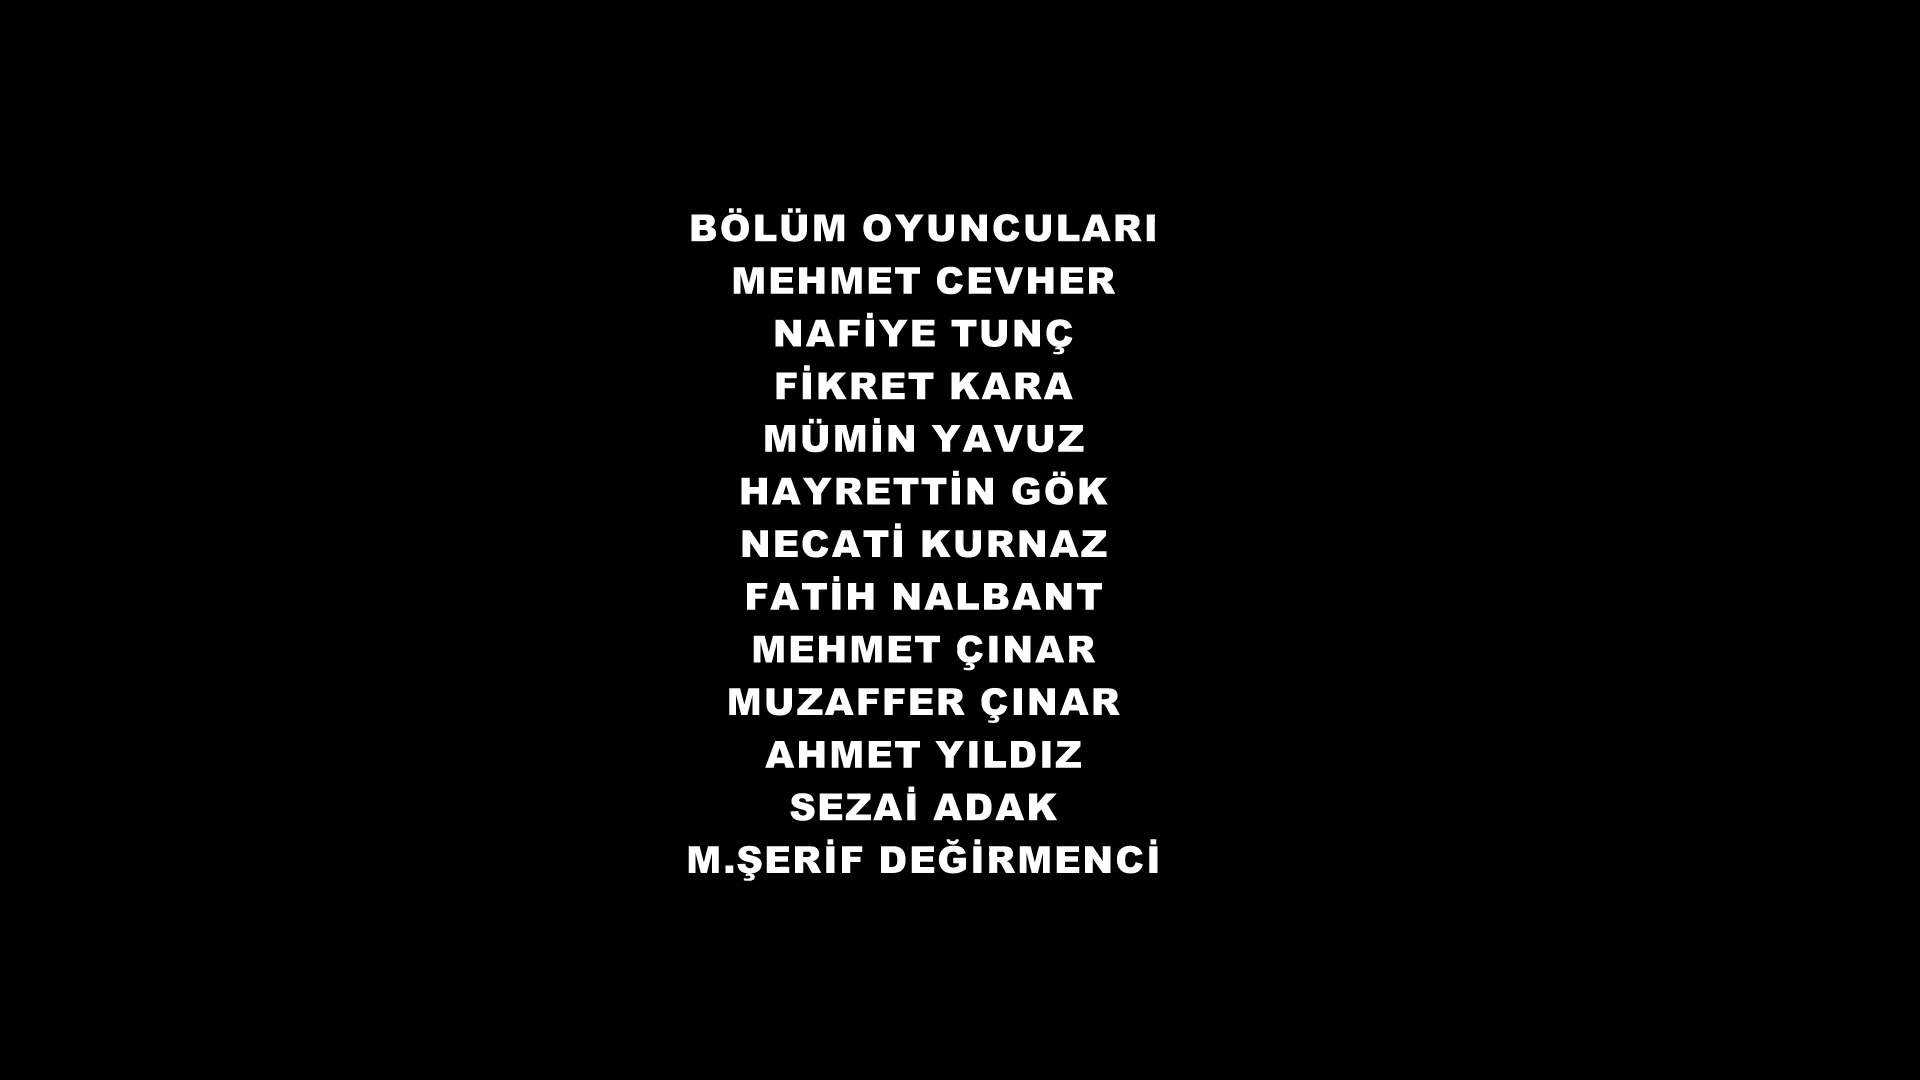 BÖLÜM OYUNCULARI
MEHMET CEVHER
NAFİYE TUNÇ
FİKRET KARA
MÜMİN YAVUZ
HAYRETTİN GÖK
NECATİ KURNAZ
FATİH NALBANT
MEHMET ÇINAR
MUZAFFER ÇINAR
AHMET YILDIZ
SEZAİ ADAK
M.ŞERİF DEĞİRMENCİ